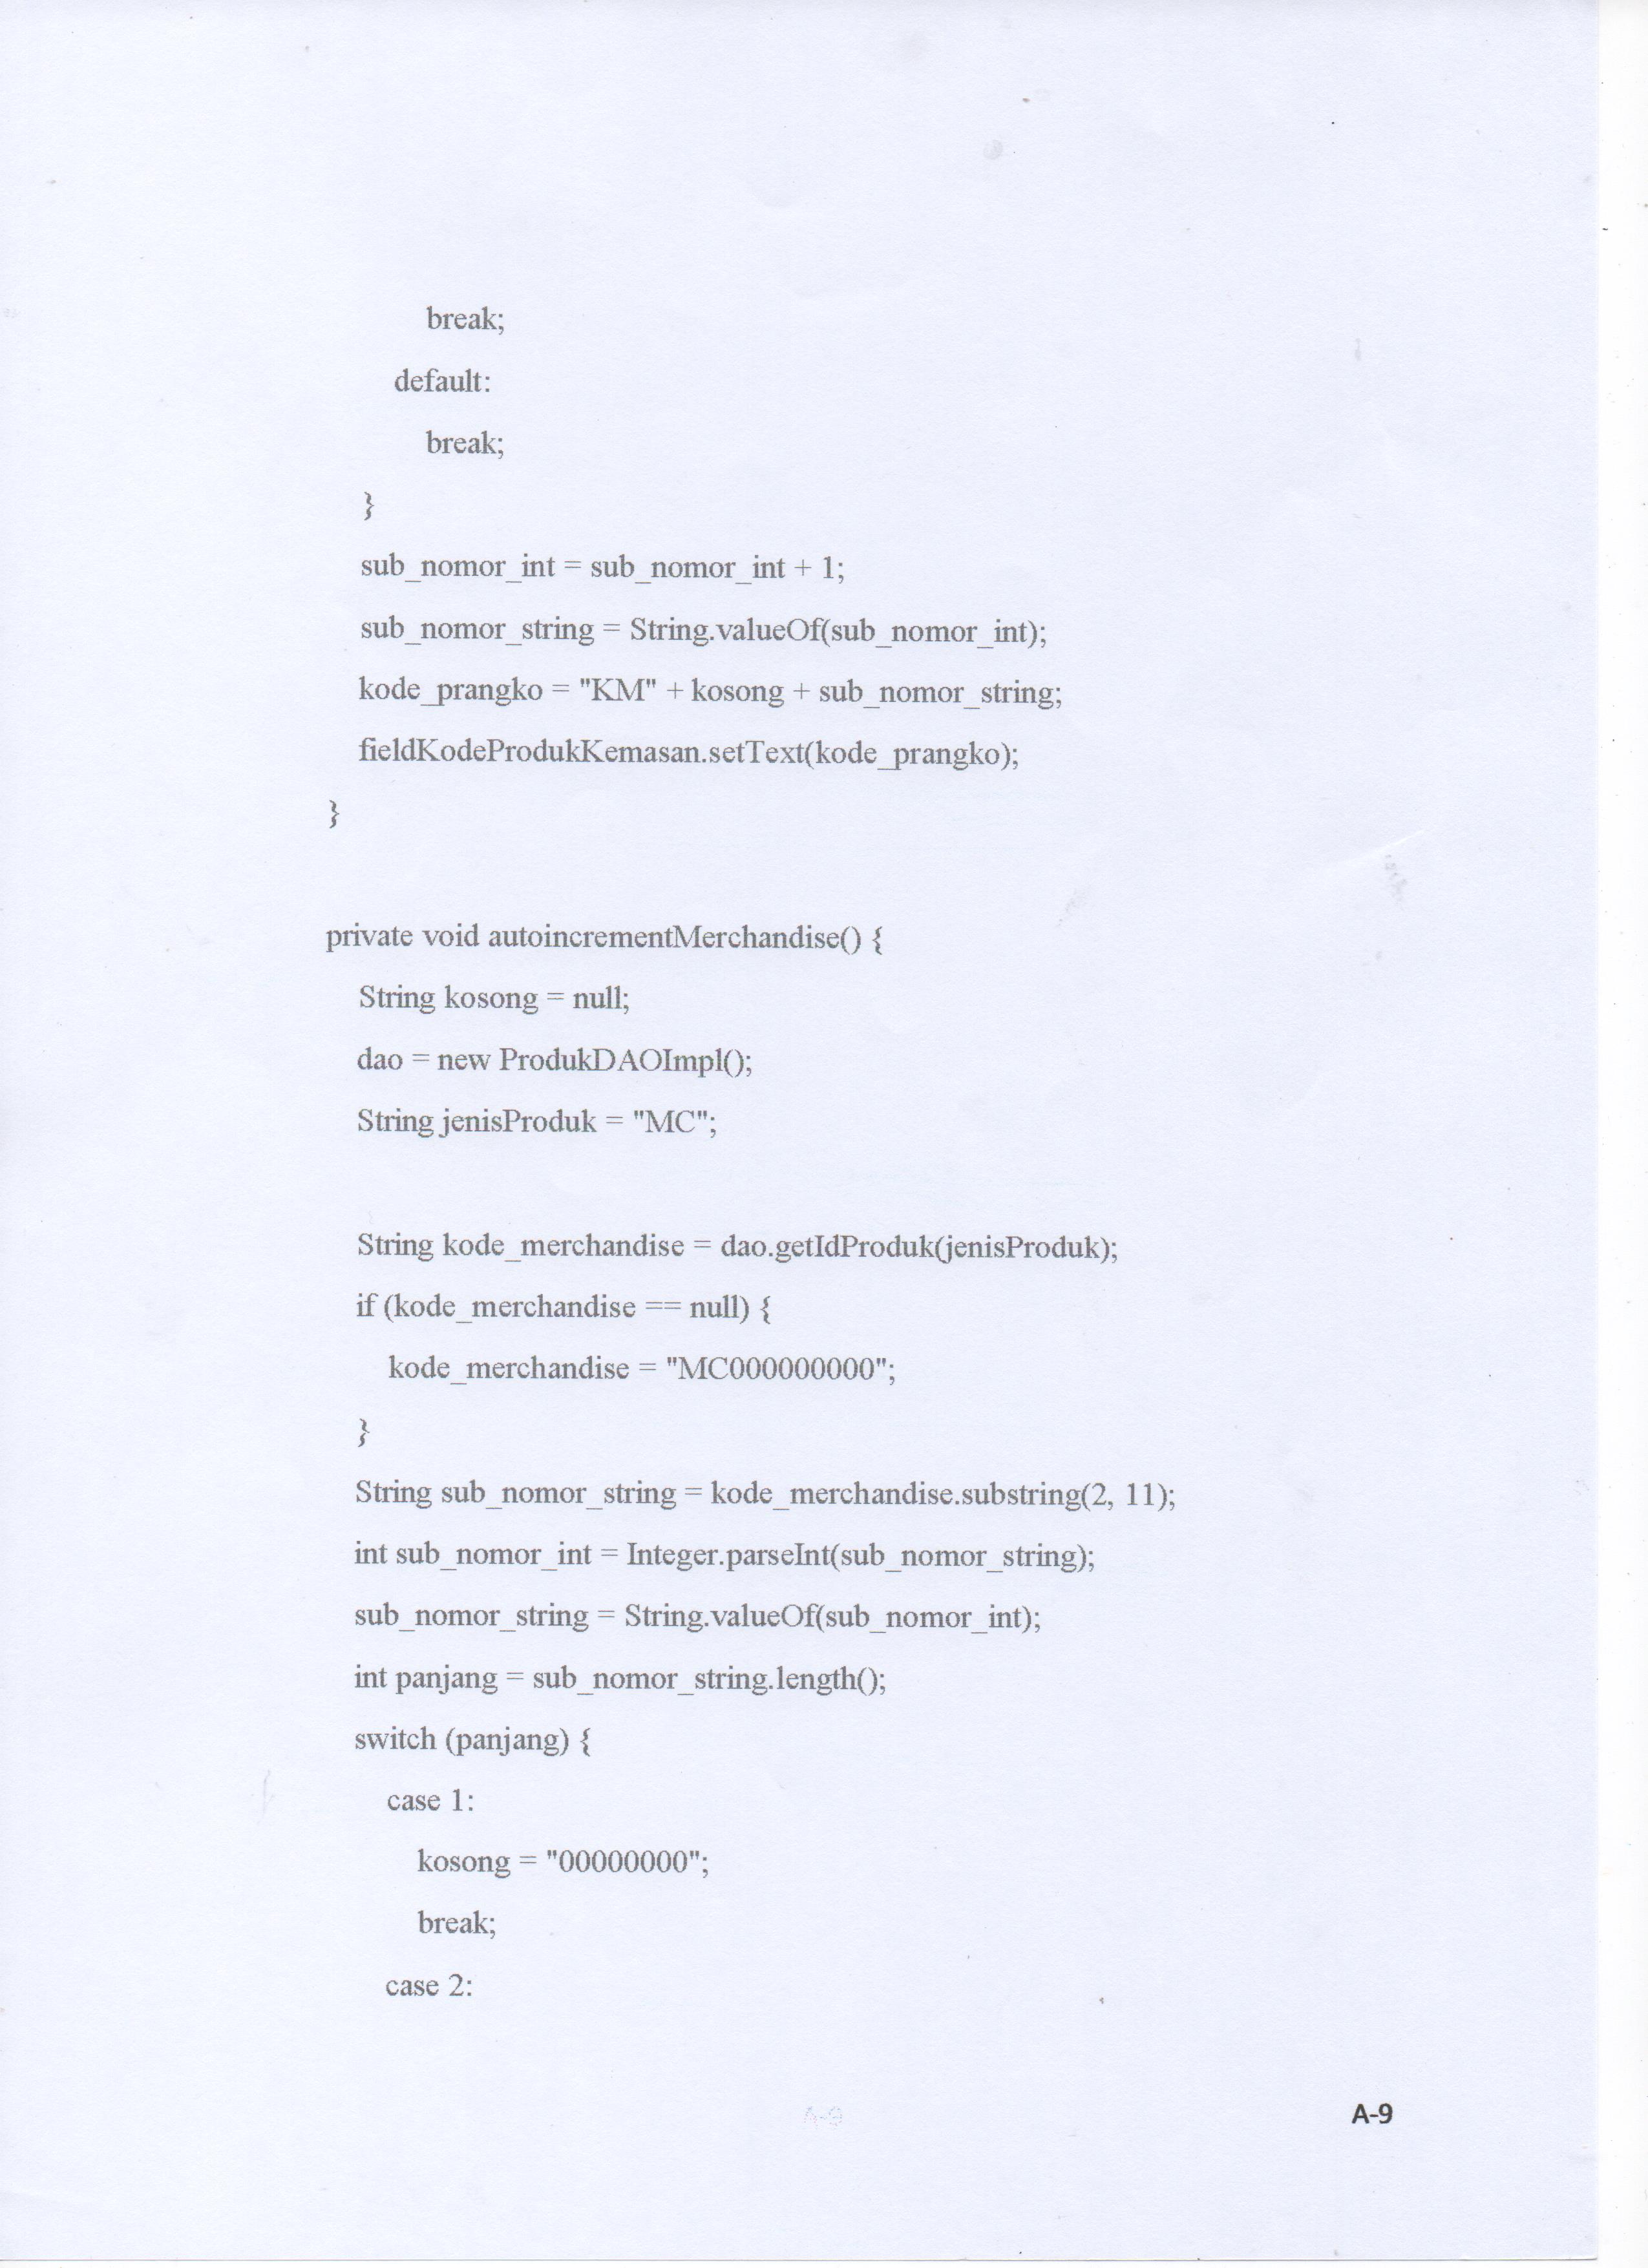 break;
default:
break;
}
sub_nomor_int = sub_nomor_int + 1;
sub_nomor_string = String.valueOf(sub_nomor_int);
kode_prangko = "KM" + kosong + sub_nomor_string;
fieldKodeProdukKemasan.setText(kode_prangko);
}
private void autoincrementMerchandise() {
String kosong = null;
dao = new ProdukDAOImpl();
String jenisProduk = "MC";
String kode_merchandise = dao.getIdProduk(jenisProduk);
if (kode_merchandise == null) {
kode_merchandise = "MC000000000";
}
String sub_nomor_string = kode_merchandise.substring(2, 11);
int sub_nomor_int = Integer.parseInt(sub_nomor_string);
sub_nomor_string = String.valueOf(sub_nomor_int);
int panjang = sub_nomor_string.length();
switch (panjang) {
case 1:
kosong = "00000000";
break;
case 2:
A-9